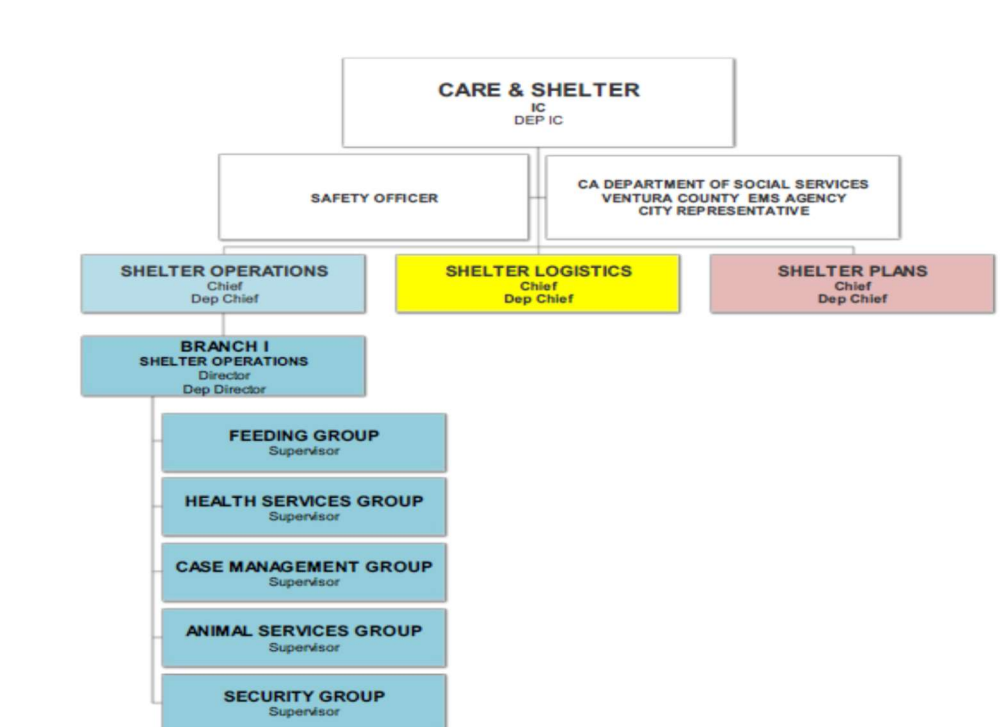 CARE & SHELTER
IC
DEP IC
SAFETY OFFICER
CA DEPARTMENT OF SOCIAL SERVICES
VENTURA COUNTY EMS AGENCY
CITY REPRESENTATIVE
SHELTER OPERATIONS
Chief
Dep Chief
SHELTER LOGISTICS
Chief
Dep Chief
SHELTER PLANS
Chief
Dep Chief
BRANCH I
SHELTER OPERATIONS
Director
Dep Director
FEEDING GROUP
Supervisor
HEALTH SERVICES GROUP
Supervisor
CASE MANAGEMENT GROUP
Supervisor
ANIMAL SERVICES GROUP
Supervisor
SECURITY GROUP
Supervisor